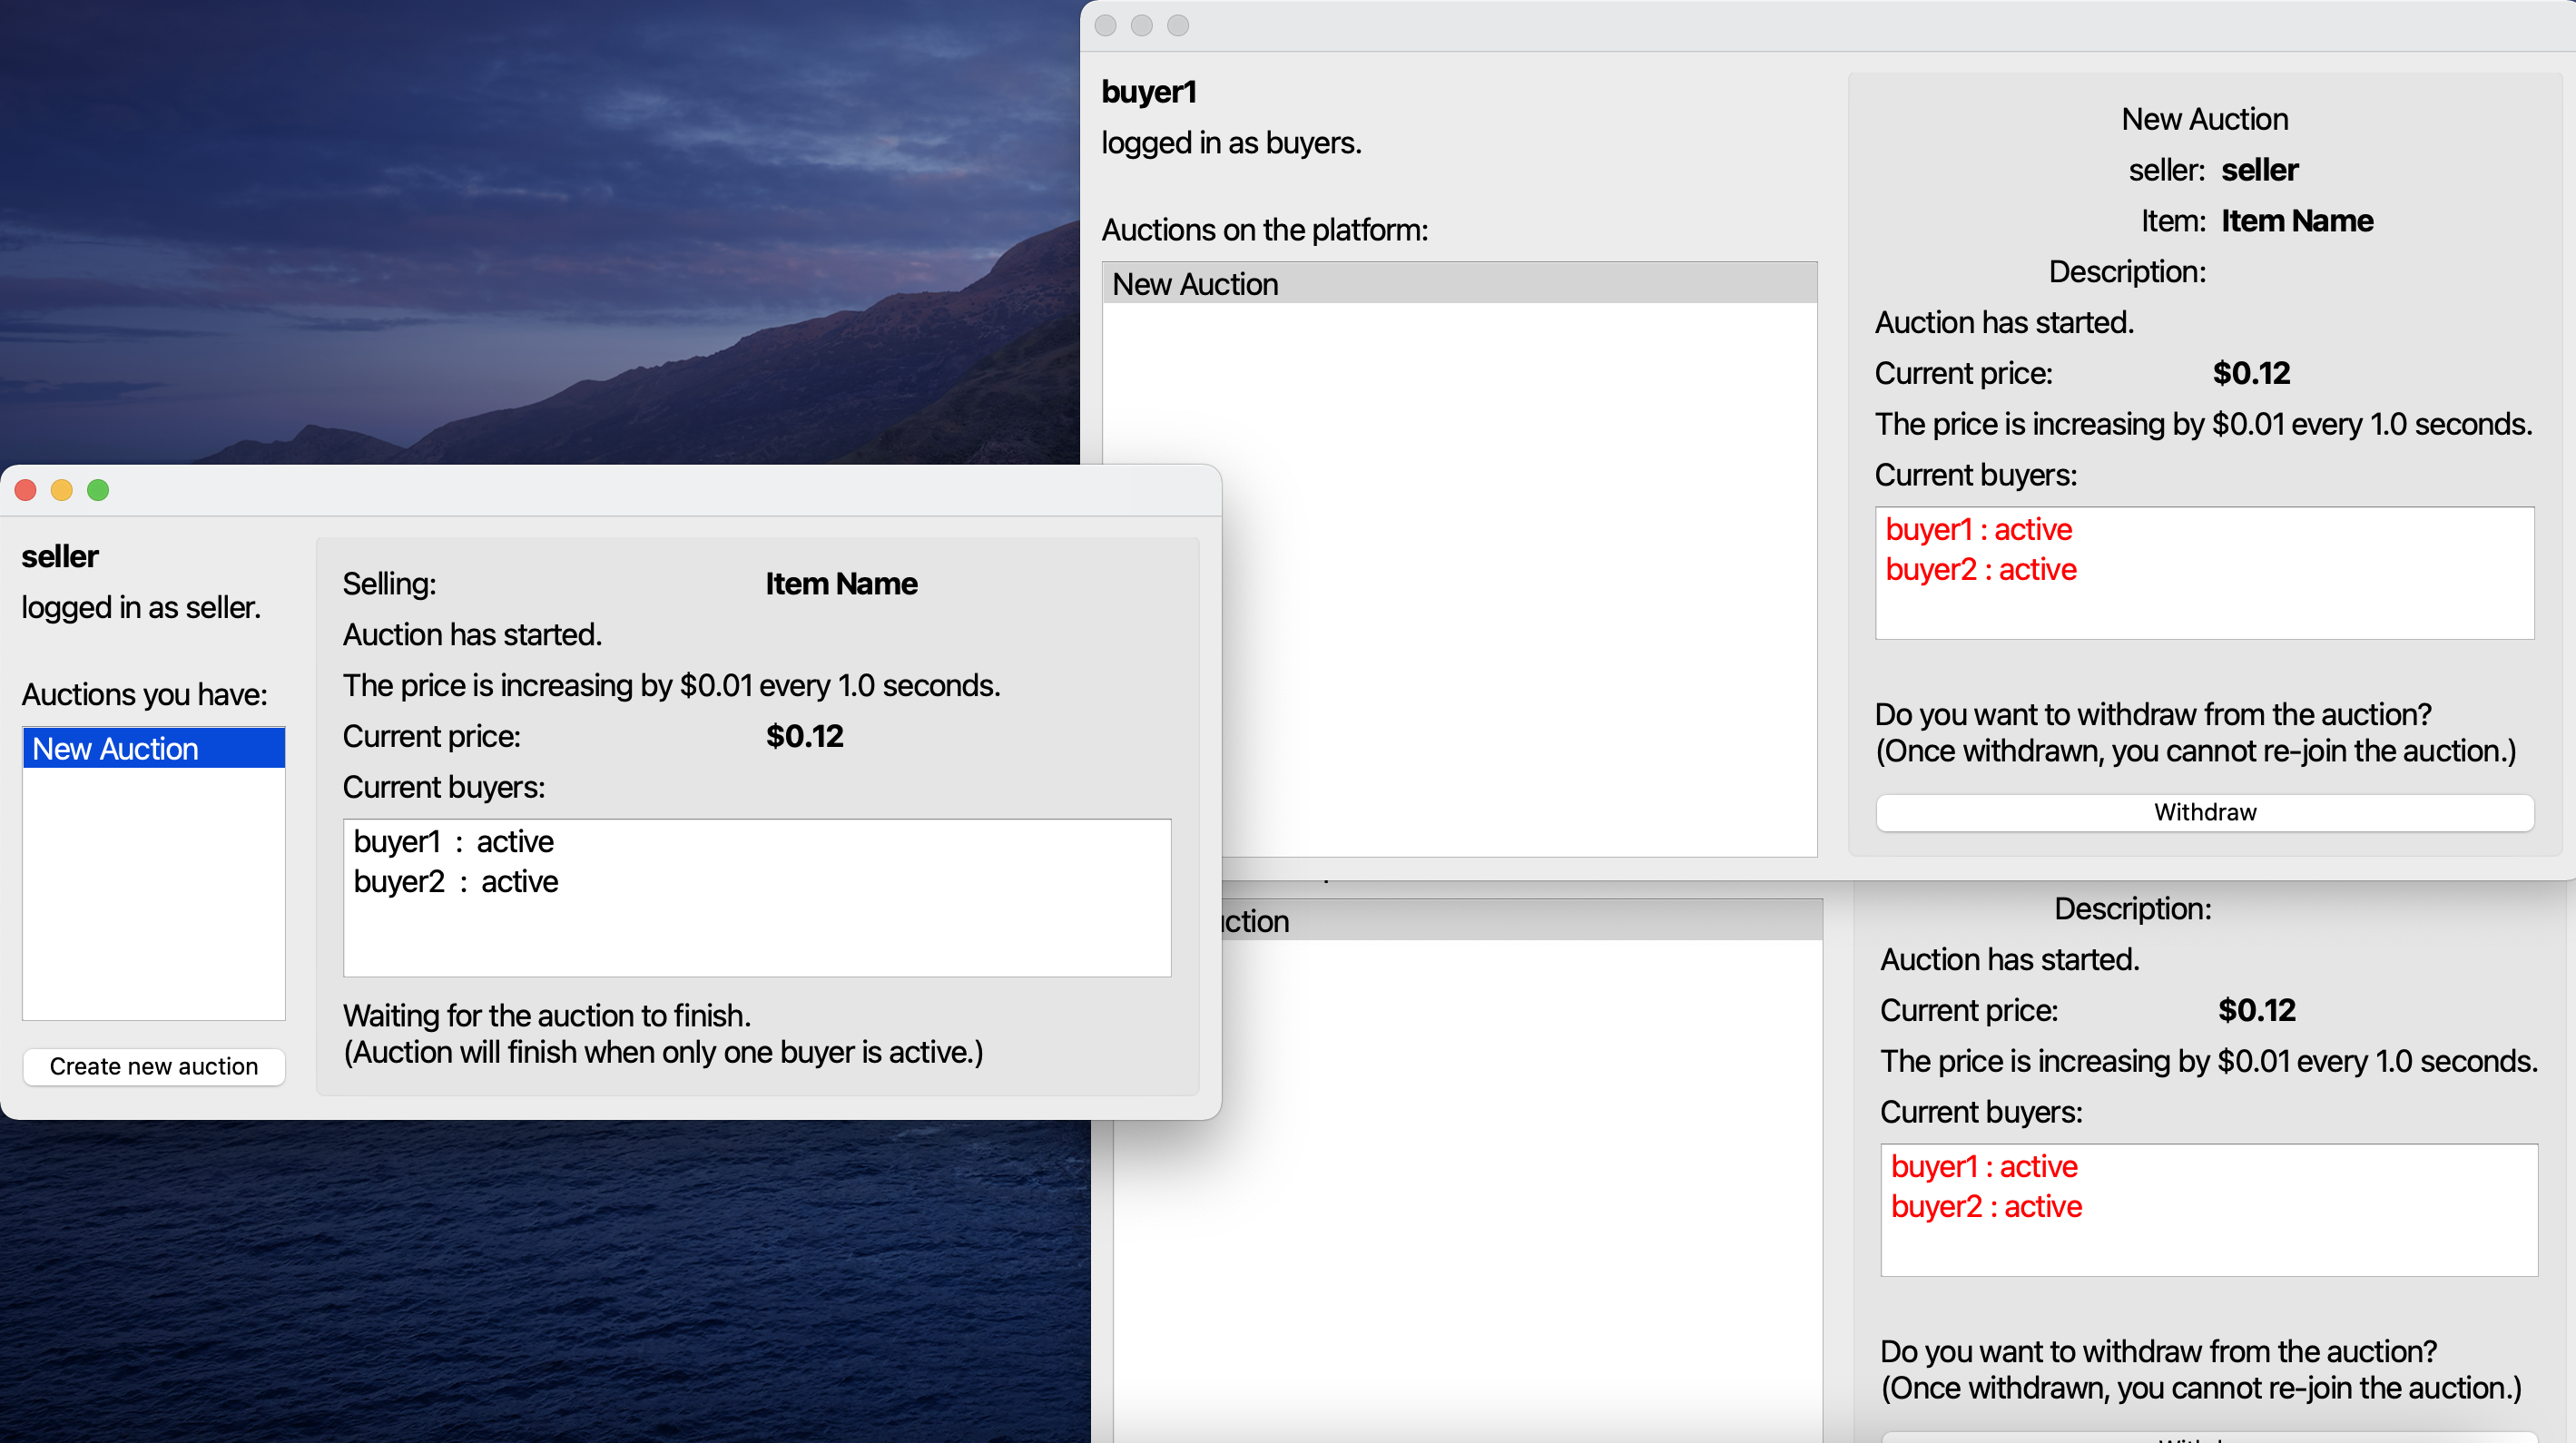 buyer1
logged in as buyers.
Auctions on the platform:
New Auction
New Auction
seller: seller
Item: Item Name
Description:
Auction has started.
Current price: $0.12
The price is increasing by $0.01 every 1.0 seconds.
Current buyers:
buyer1 : active
buyer2 : active
Do you want to withdraw from the auction?
(Once withdrawn, you cannot re-join the auction.)
Withdraw
seller
logged in as seller.
Auctions you have:
New Auction
Create new auction
Selling: Item Name
Auction has started.
The price is increasing by $0.01 every 1.0 seconds.
Current price: $0.12
Current buyers:
buyer1 : active
buyer2 : active
Waiting for the auction to finish.
(Auction will finish when only one buyer is active.)
Description:
Auction has started.
Current price: $0.12
The price is increasing by $0.01 every 1.0 seconds.
Current buyers:
buyer1 : active
buyer2 : active
Do you want to withdraw from the auction?
(Once withdrawn, you cannot re-join the auction.)